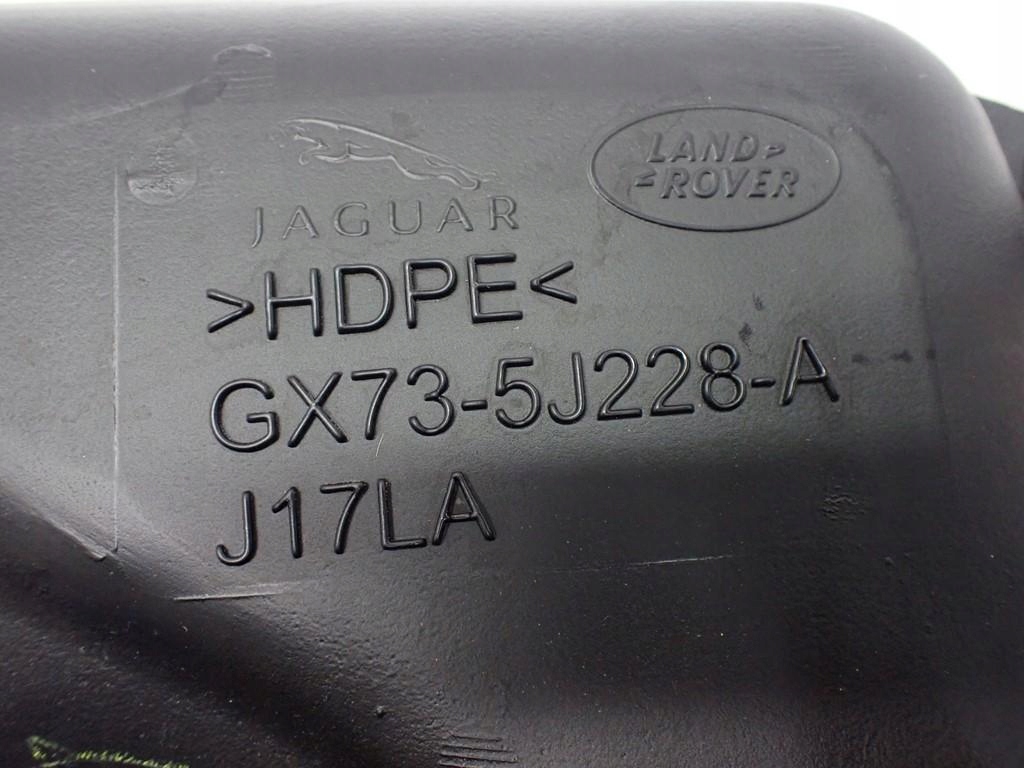 JAGUAR
LAND
ROVER
>HDPE<
GX73-5J228-A
J17LA